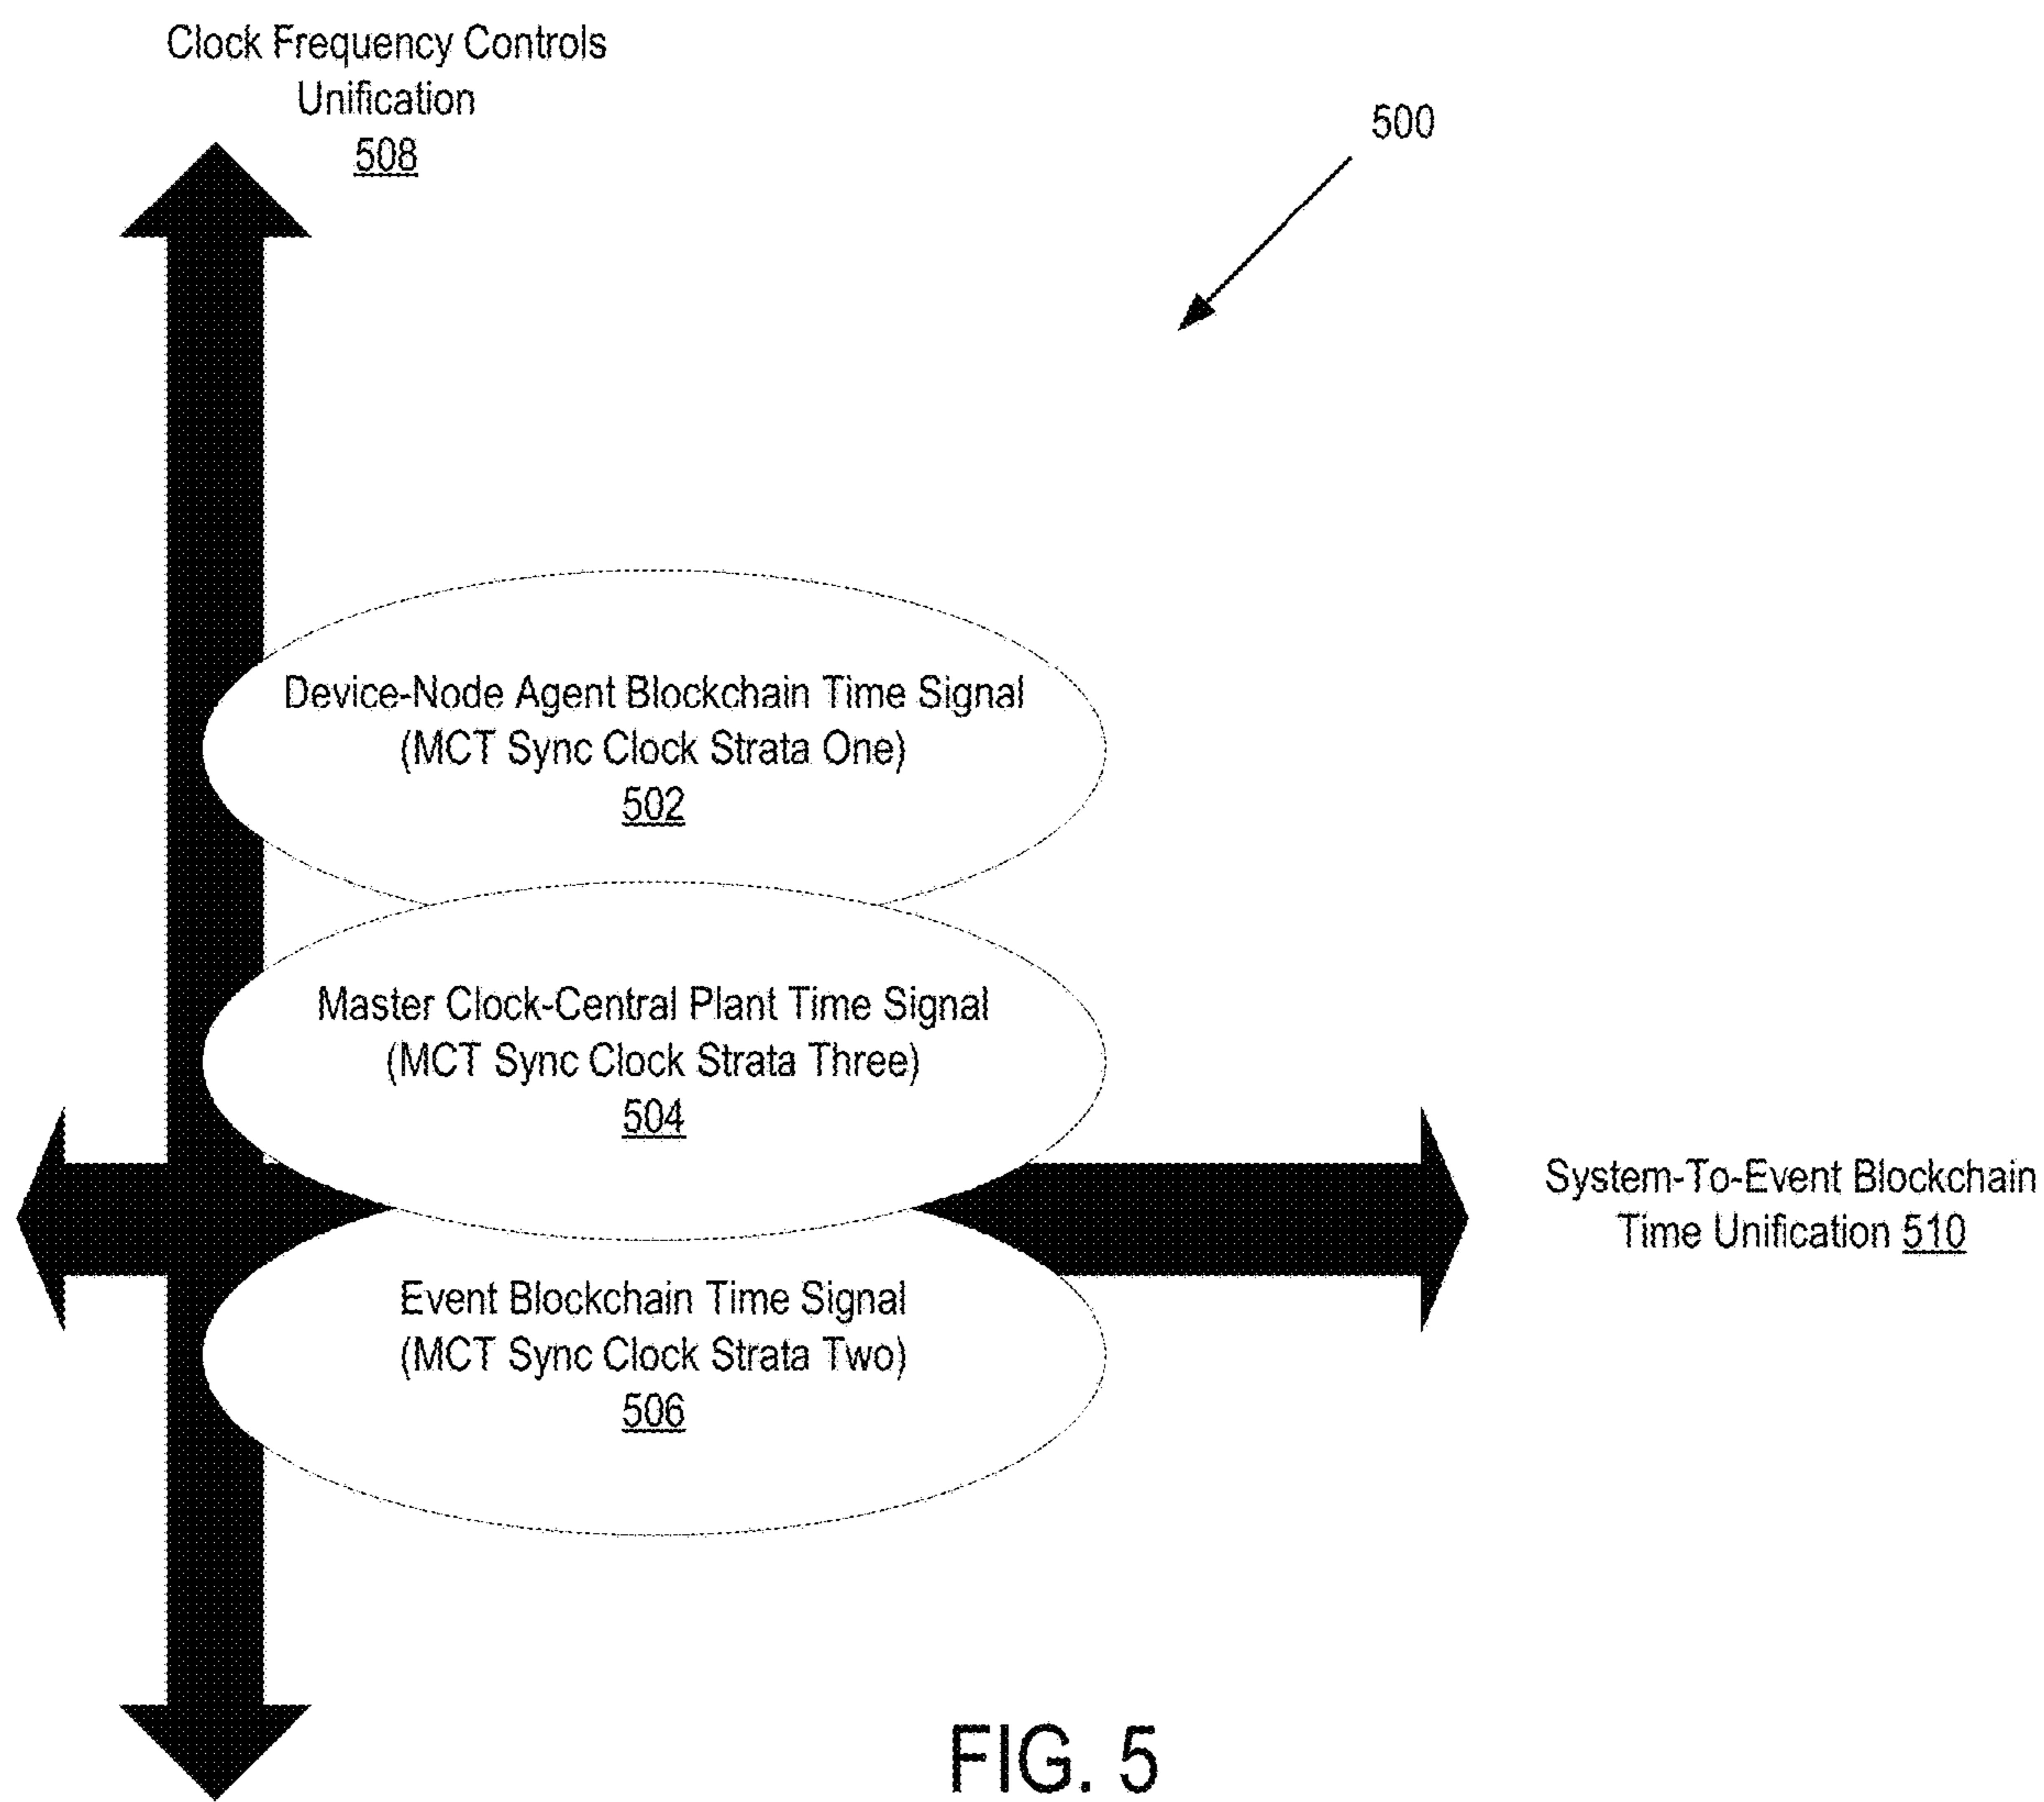 Clock Frequency Controls
Unification
508
500
Device-Node Agent Blockchain Time Signal
(MCT Sync Clock Strata One)
502
Master Clock-Central Plant Time Signal
(MCT Sync Clock Strata Three)
504
System-To-Event Blockchain
Time Unification 510
Event Blockchain Time Signal
(MCT Sync Clock Strata Two)
506
FIG. 5